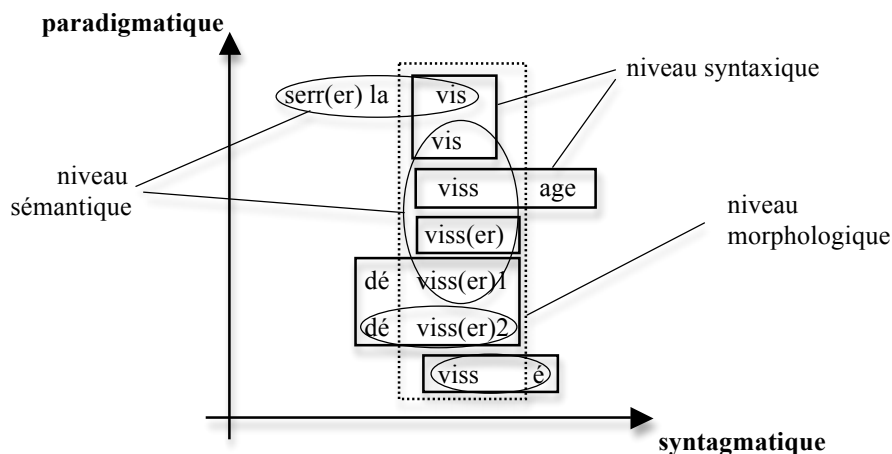 paradigmatique
niveau syntaxique
serr(er) la vis
vis
niveau
sémantique
viss age
niveau
morphologique
viss(er)
dé viss(er)1
dé viss(er)2
viss é
syntagmatique